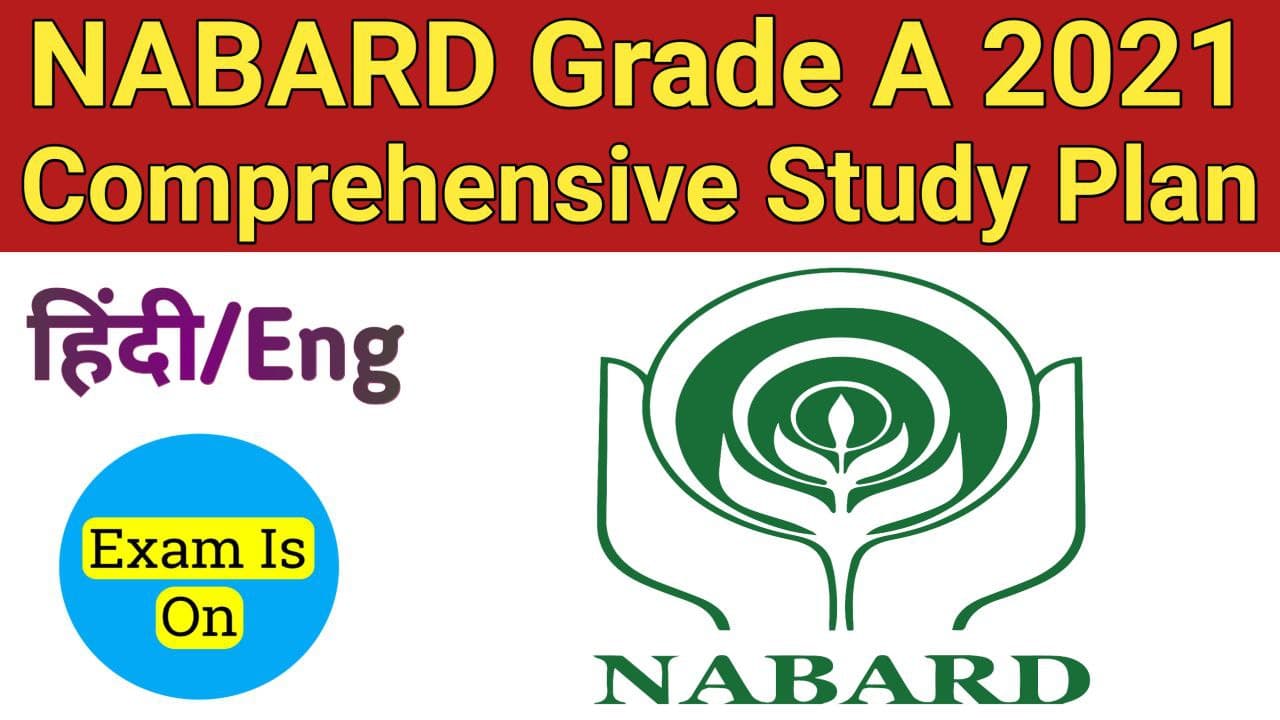 NABARD Grade A 2021
Comprehensive Study Plan
हिंदी/Eng
Exam Is
On
NABARD